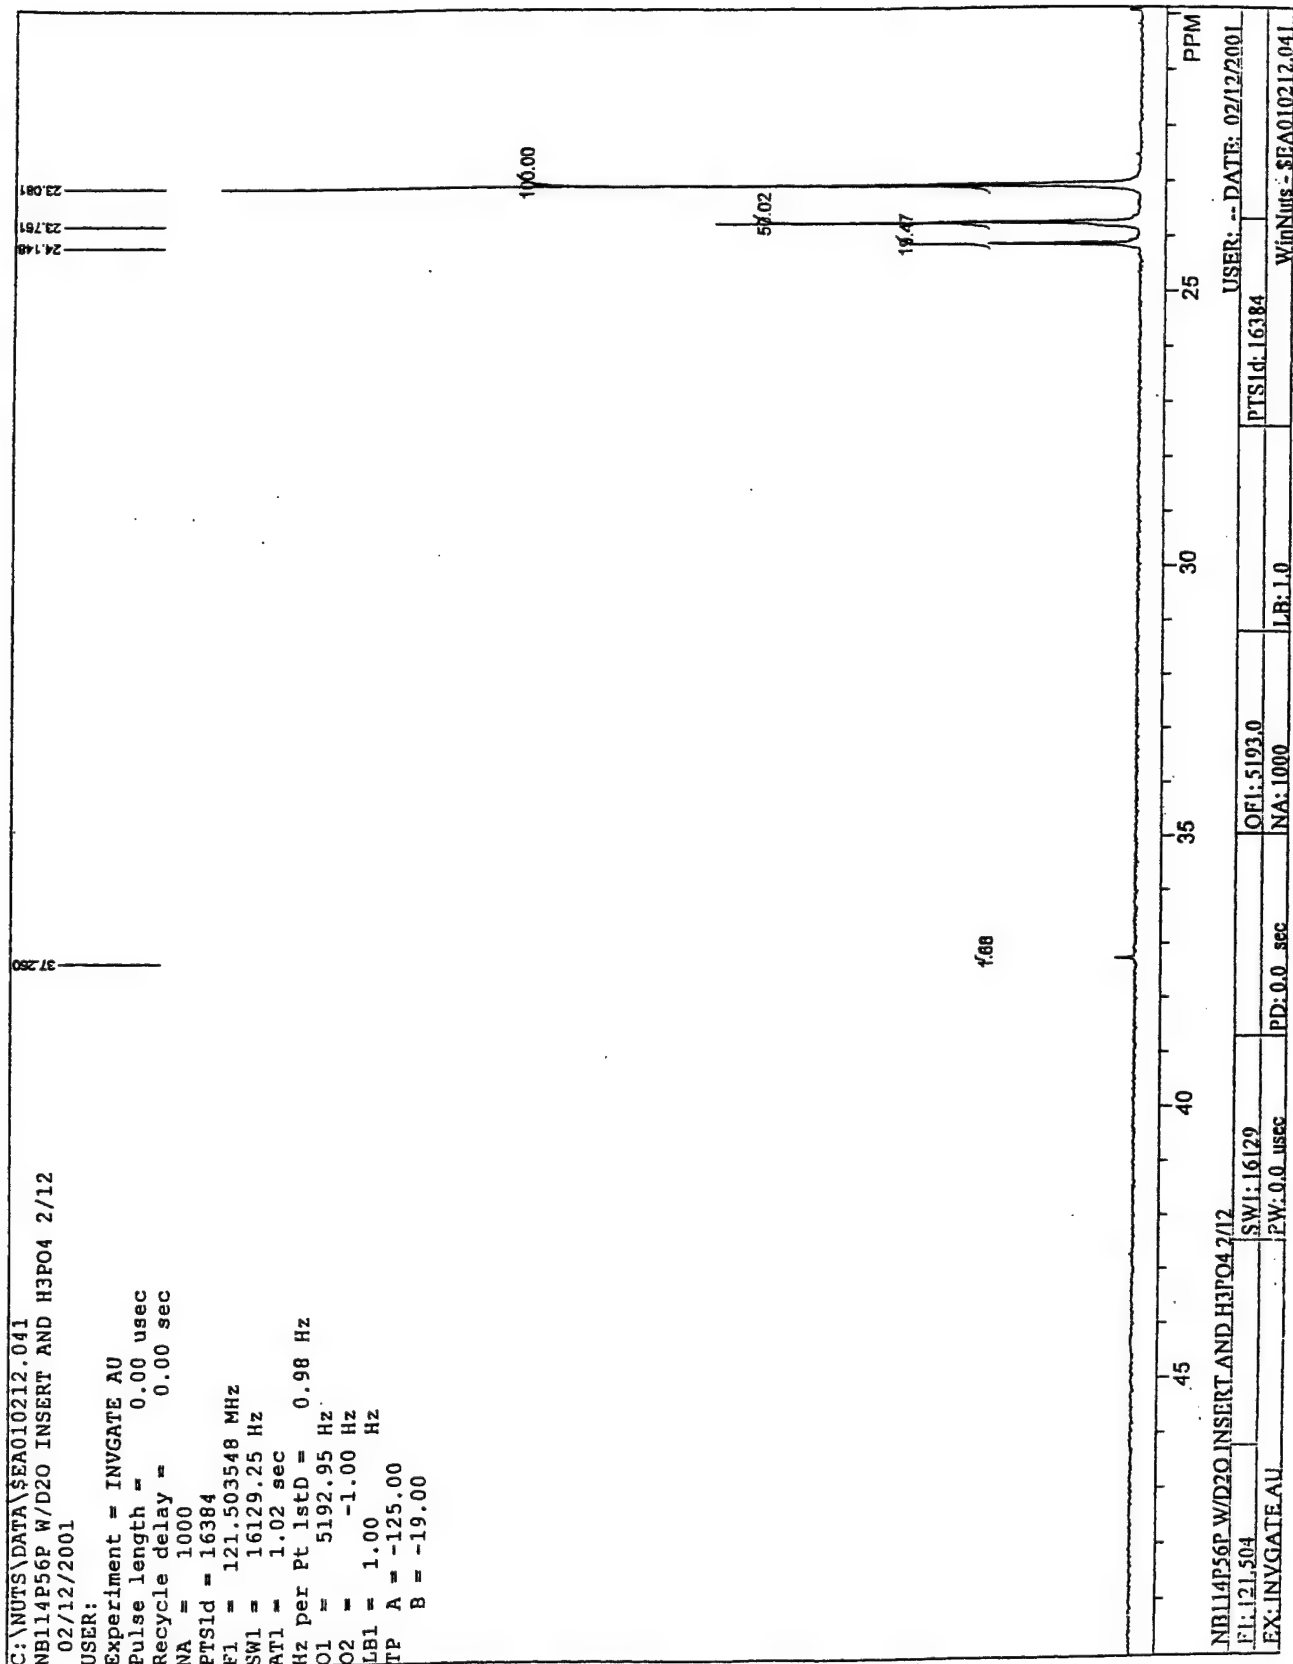 C:\NUTS\DATA\$EA010212.041
NB114P56P W/D2O INSERT AND H3PO4 2/12
02/12/2001
USER:
Experiment = INVGATE AU
Pulse length = 0.00 usec
Recycle delay = 0.00 sec
NA = 1000
PTS1d = 16384
F1 = 121.503548 MHz
SW1 = 16129.25 Hz
AT1 = 1.02 sec
Hz per Pt 1stD = 0.98 Hz
O1 = 5192.95 Hz
O2 = -1.00 Hz
LB1 = 1.00 Hz
TP A = -125.00
B = -19.00
37.260
24.148
23.761
23.081
1.68
19.47
50.02
100.00
45
40
35
30
25
PPM
NB114P56P W/D2O INSERT AND H3PO4 2/12
USER: -- DATE: 02/12/2001
F1: 121.504
SW1: 16129
OF1: 5193.0
PTS1d: 16384
EX: INVGATE.AU
PW: 0.0 usec
PD: 0.0 sec
NA: 1000
LB: 1.0
WinNuts - $EA010212.041